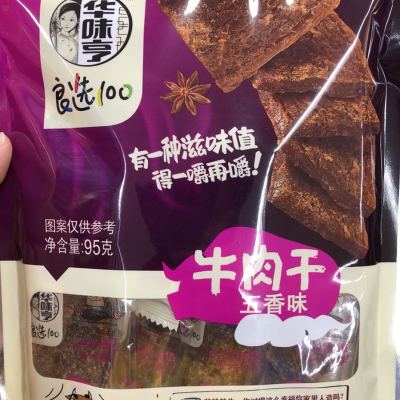 华味亨
良选100
有一种滋味值
得一嚼再嚼!
图案仅供参考
净含量:95克
牛肉干
五香味
华味亨
良选100